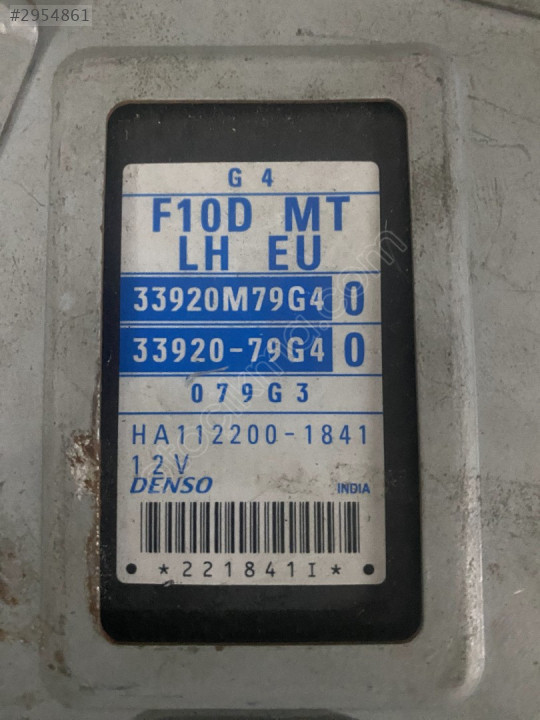 #2954861
G 4
F10D MT
LH EU
33920M79G4 0
33920-79G4 0
079G3
HA112200-1841
12V
DENSO INDIA
*221841I*